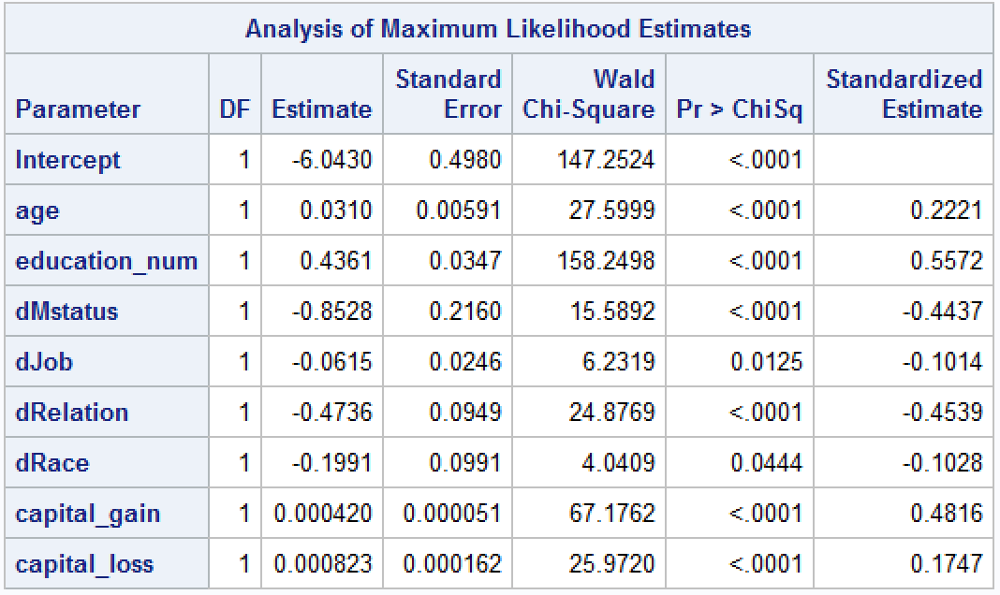 Analysis of Maximum Likelihood Estimates
Parameter DF Estimate Standard Error Wald Chi-Square Pr > ChiSq Standardized Estimate
Intercept 1 -6.0430 0.4980 147.2524 <.0001
age 1 0.0310 0.00591 27.5999 <.0001 0.2221
education_num 1 0.4361 0.0347 158.2498 <.0001 0.5572
dMstatus 1 -0.8528 0.2160 15.5892 <.0001 -0.4437
dJob 1 -0.0615 0.0246 6.2319 0.0125 -0.1014
dRelation 1 -0.4736 0.0949 24.8769 <.0001 -0.4539
dRace 1 -0.1991 0.0991 4.0409 0.0444 -0.1028
capital_gain 1 0.000420 0.000051 67.1762 <.0001 0.4816
capital_loss 1 0.000823 0.000162 25.9720 <.0001 0.1747